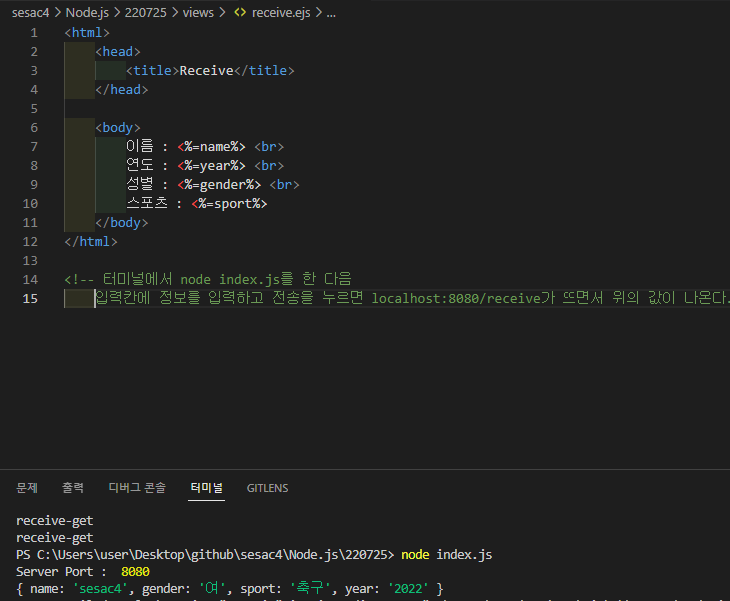 sesac4 > Node.js > 220725 > views > <> receive.ejs > ...
1 <html>
2 <head>
3 <title>Receive</title>
4 </head>
5
6 <body>
7 이름 : <%=name%> <br>
8 연도 : <%=year%> <br>
9 성별 : <%=gender%> <br>
10 스포츠 : <%=sport%>
11 </body>
12 </html>
13
14 <!-- 터미널에서 node index.js를 한 다음
15 입력칸에 정보를 입력하고 전송을 누르면 localhost:8080/receive가 뜨면서 위의 값이 나온다.
문제 출력 디버그 콘솔 터미널 GITLENS
receive-get
receive-get
PS C:\Users\user\Desktop\github\sesac4\Node.js\220725> node index.js
Server Port : 8080
{ name: 'sesac4', gender: '여', sport: '축구', year: '2022' }